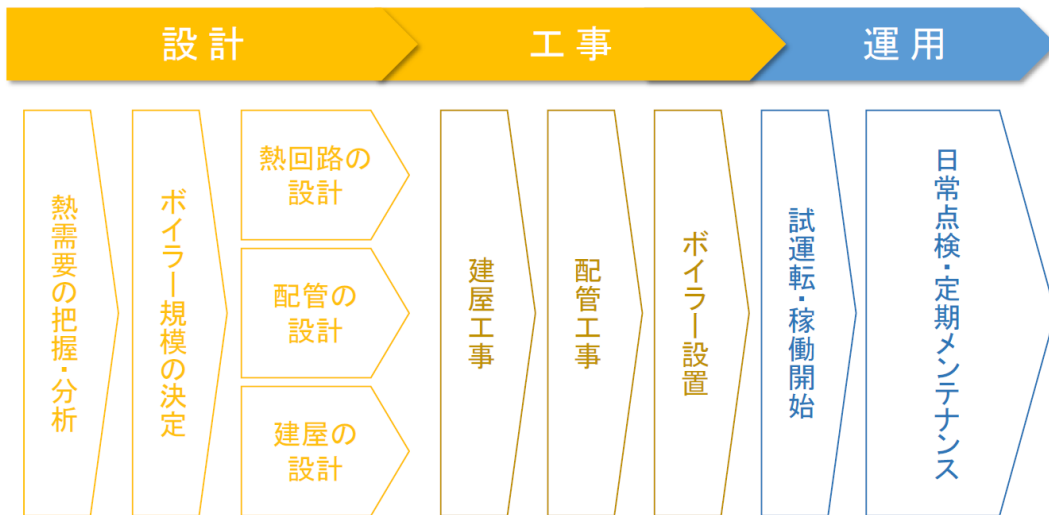 設計
工事
運用
熱需要の把握・分析
ボイラー規模の決定
熱回路の
設計
配管の
設計
建屋の
設計
建屋工事
配管工事
ボイラー設置
試運転・稼働開始
日常点検・定期メンテナンス